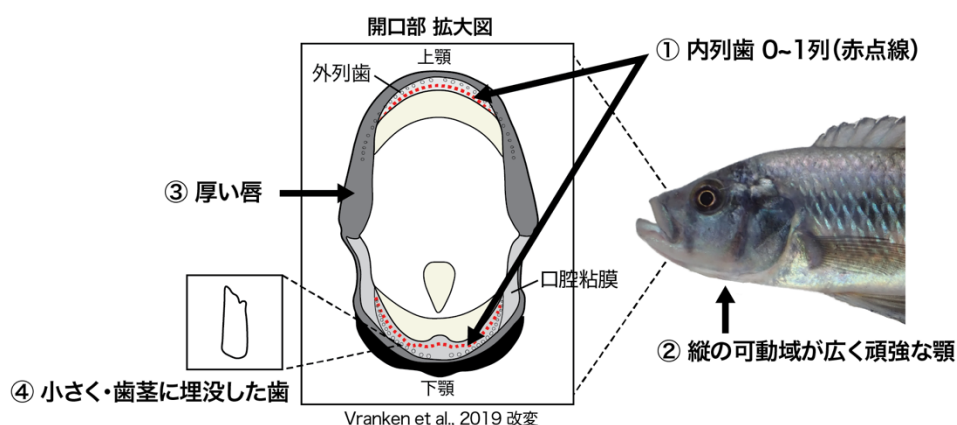 開口部 拡大図
上顎
① 内列歯 0~1列(赤点線)
外列歯
③ 厚い唇
口腔粘膜
② 縦の可動域が広く頑強な顎
④ 小さく・歯茎に埋没した歯
下顎
Vranken et al., 2019 改変